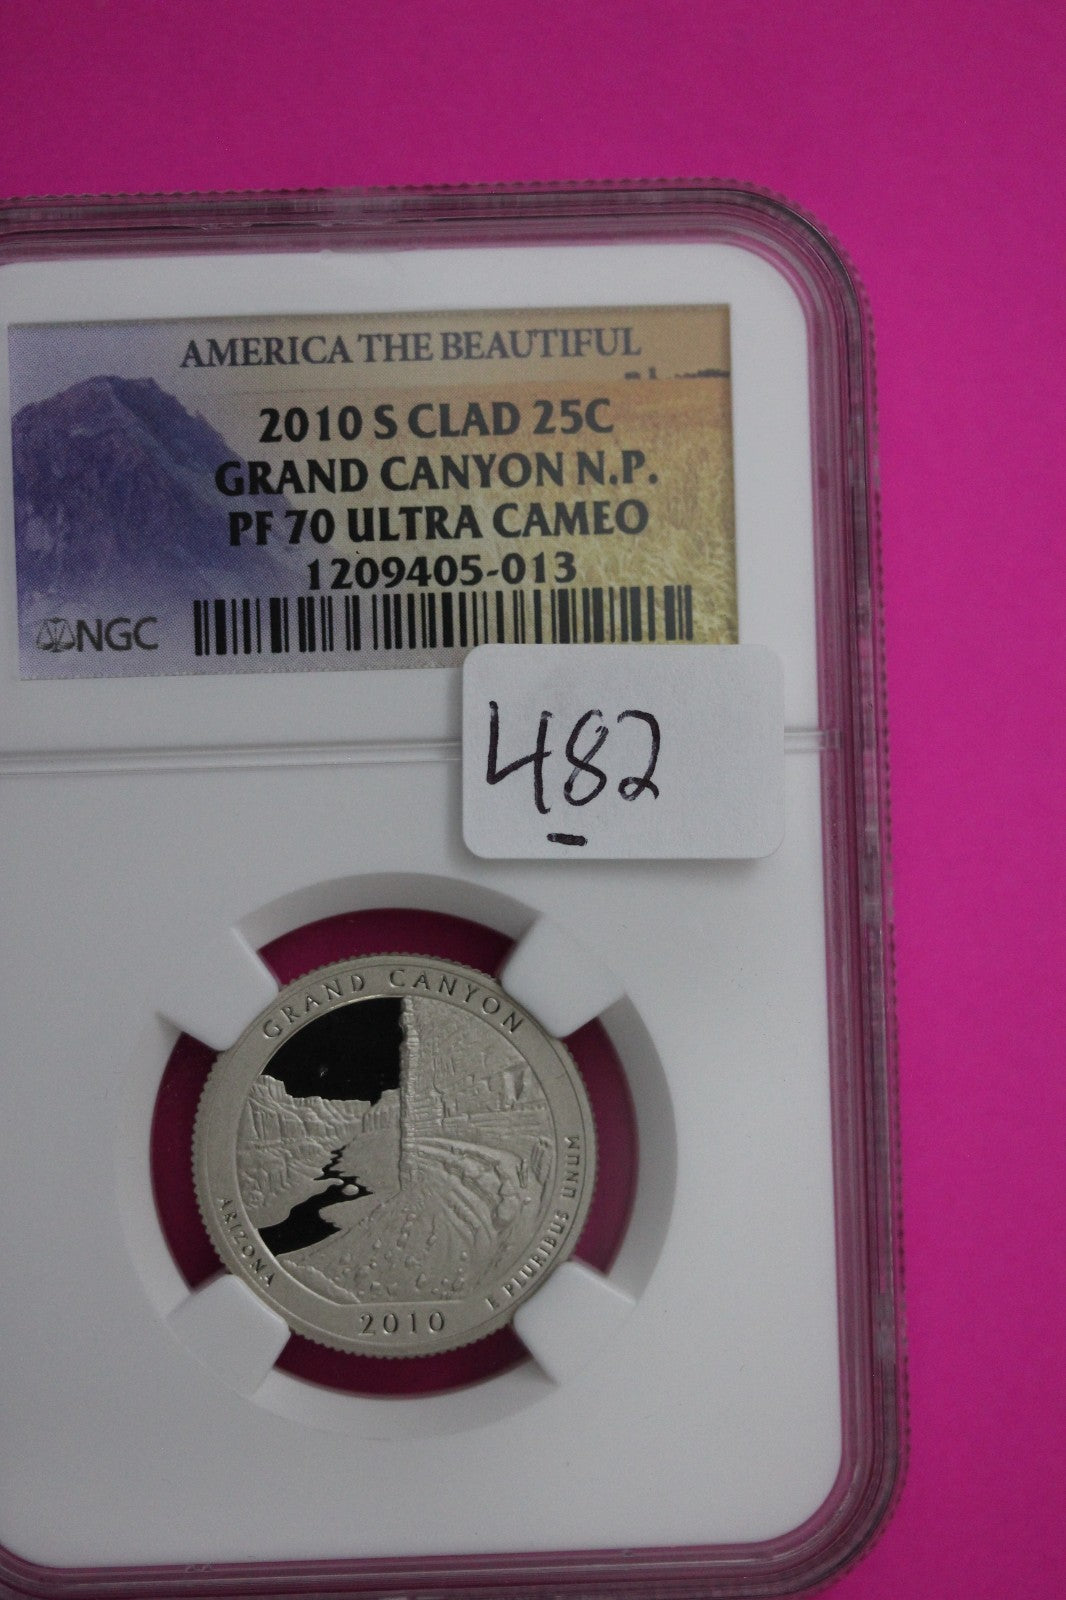 AMERICA THE BEAUTIFUL
2010 S CLAD 25C
GRAND CANYON N.P.
PF 70 ULTRA CAMEO
1209405-013
NGC
482
GRAND CANYON
ARIZONA
2010
E PLURIBUS UNUM